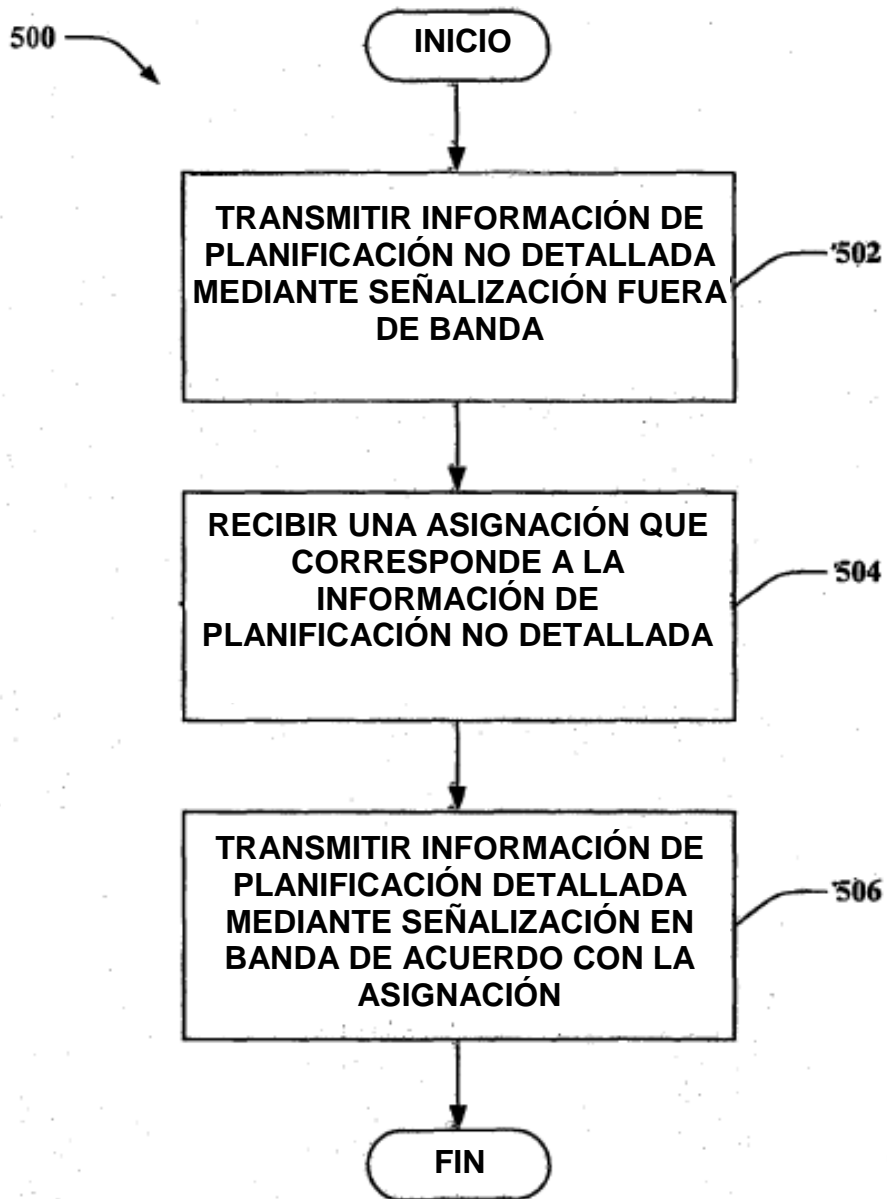 500
INICIO
TRANSMITIR INFORMACIÓN DE
PLANIFICACIÓN NO DETALLADA
MEDIANTE SEÑALIZACIÓN FUERA
DE BANDA
502
RECIBIR UNA ASIGNACIÓN QUE
CORRESPONDE A LA
INFORMACIÓN DE
PLANIFICACIÓN NO DETALLADA
504
TRANSMITIR INFORMACIÓN DE
PLANIFICACIÓN DETALLADA
MEDIANTE SEÑALIZACIÓN EN
BANDA DE ACUERDO CON LA
ASIGNACIÓN
506
FIN